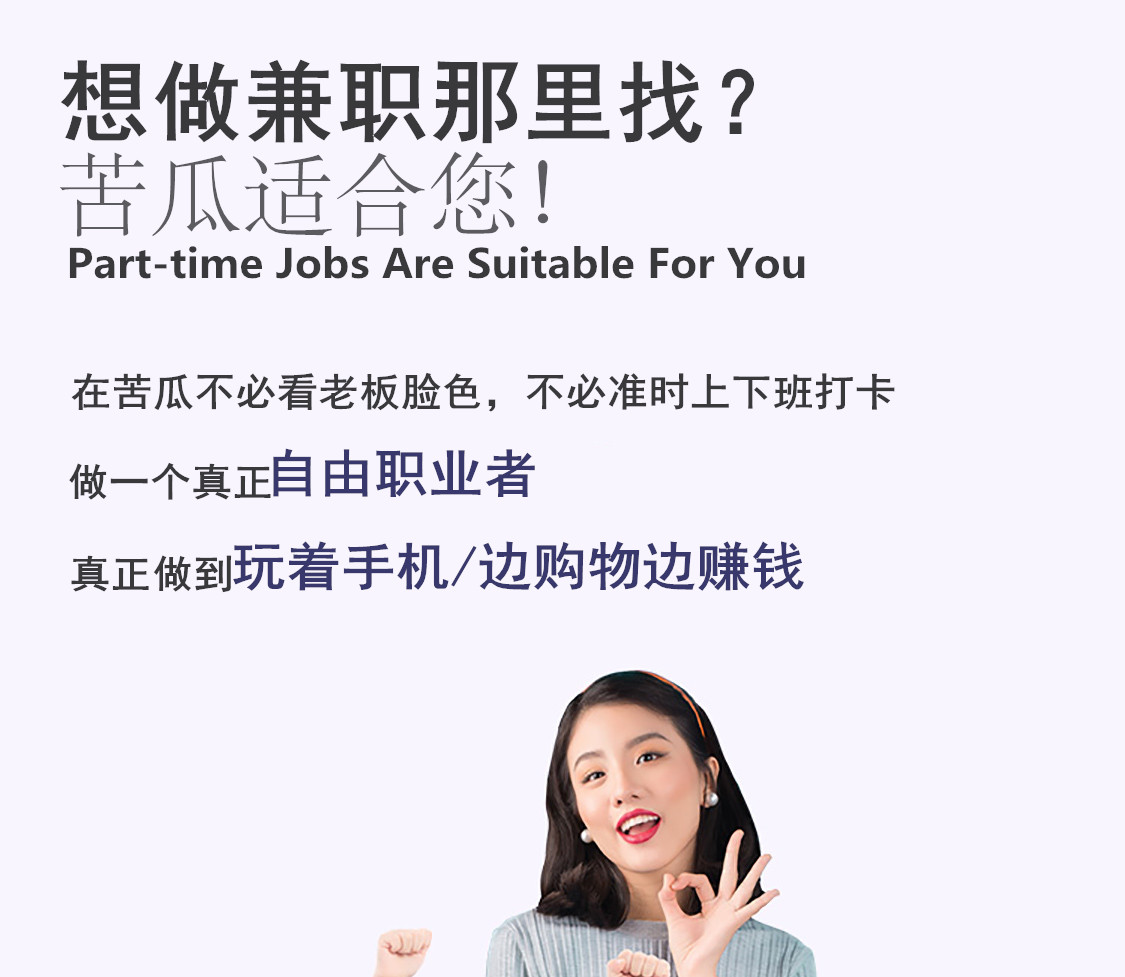 想做兼职那里找？
苦瓜适合您！
Part-time Jobs Are Suitable For You
在苦瓜不必看老板脸色，不必准时上下班打卡
做一个真正自由职业者
真正做到玩着手机/边购物边赚钱